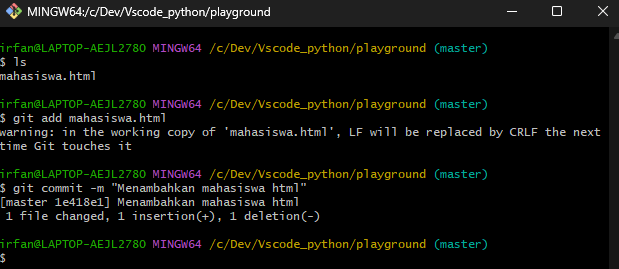 MINGW64:/c/Dev/Vscode_python/playground
irfan@LAPTOP-AEJL2780 MINGW64 /c/Dev/Vscode_python/playground (master)
$ ls
mahasiswa.html
irfan@LAPTOP-AEJL2780 MINGW64 /c/Dev/Vscode_python/playground (master)
$ git add mahasiswa.html
warning: in the working copy of 'mahasiswa.html', LF will be replaced by CRLF the next
time Git touches it
irfan@LAPTOP-AEJL2780 MINGW64 /c/Dev/Vscode_python/playground (master)
$ git commit -m "Menambahkan mahasiswa html"
[master 1e418e1] Menambahkan mahasiswa html
1 file changed, 1 insertion(+), 1 deletion(-)
irfan@LAPTOP-AEJL2780 MINGW64 /c/Dev/Vscode_python/playground (master)
$